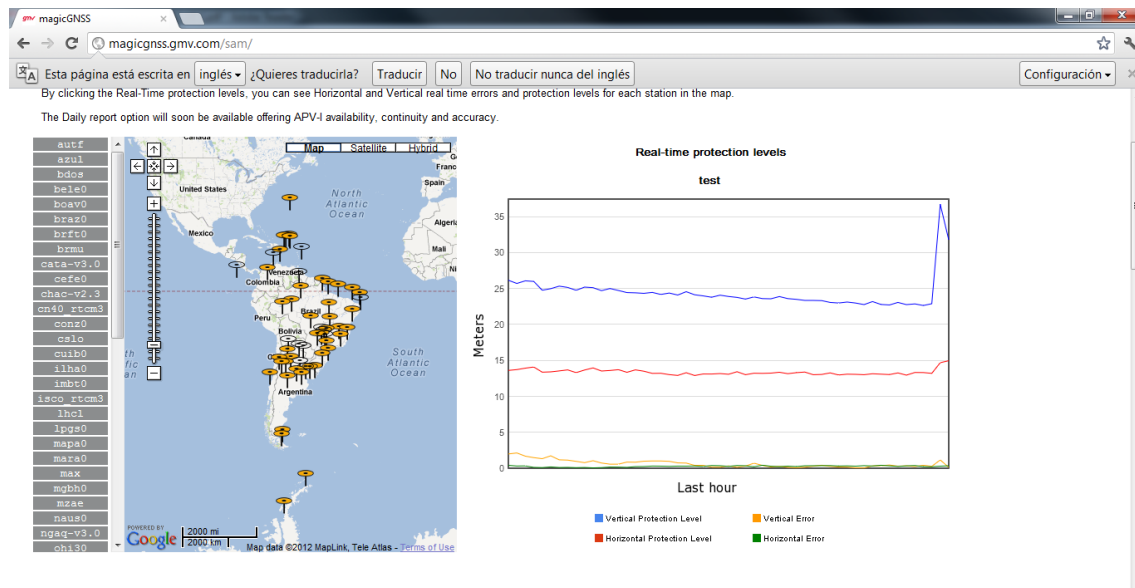 gmv magicGNSS
magicgnss.gmv.com/sam/
Esta página está escrita en inglés ¿Quieres traducirla? Traducir No No traducir nunca del inglés Configuración
By clicking the Real-Time protection levels, you can see Horizontal and Vertical real time errors and protection levels for each station in the map.
The Daily report option will soon be available offering APV-I availability, continuity and accuracy.
autf
azul
bdos
bele0
boav0
braz0
brft0
brmu
cata-v3.0
cefe0
chac-v2.3
cn40_rtcm3
conz0
cslo
cuib0
ilha0
imbt0
isco_rtcm3
lhcl
lpgs0
mapa0
mara0
max
mgbh0
mzae
naus0
ngaq-v3.0
ohi30
Map Satellite Hybrid
Canada
United States
North
Atlantic
Ocean
Spain
Franc
Algeria
Mexico
Mali
Ni
Venezuela
Colombia
Brazil
Peru
Bolivia
South
Atlantic
Ocean
Argentina
POWERED BY
Google
2000 mi
2000 km
Map data ©2012 MapLink, Tele Atlas - Terms of Use
Real-time protection levels
test
Meters
35
30
25
20
15
10
5
0
Last hour
Vertical Protection Level Vertical Error
Horizontal Protection Level Horizontal Error